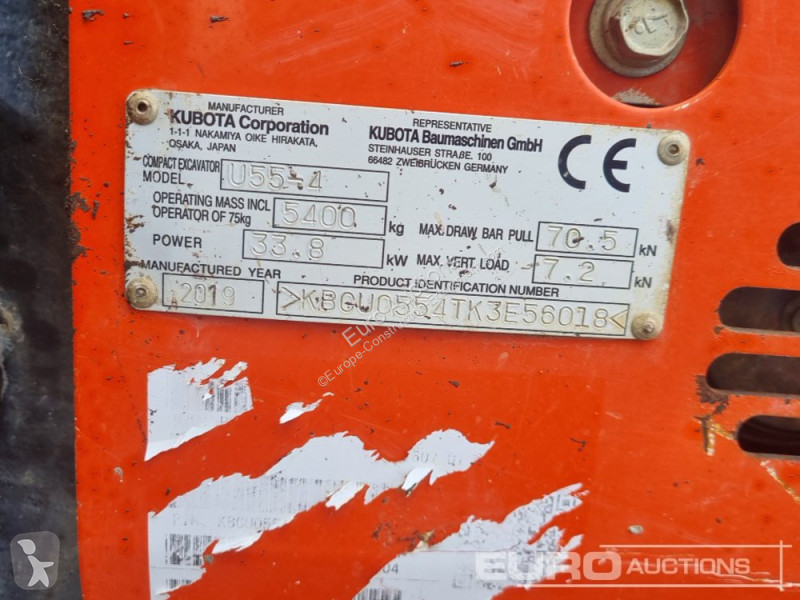 MANUFACTURER
KUBOTA Corporation
1-1-1 NAKAMIYA OIKE HIRAKATA,
OSAKA, JAPAN
REPRESENTATIVE
KUBOTA Baumaschinen GmbH
STEINHAUSER STRAßE. 100
66482 ZWEIBRÜCKEN GERMANY
CE
COMPACT EXCAVATOR
MODEL U55-4
OPERATING MASS INCL
OPERATOR OF 75kg 5400 kg
MAX. DRAW BAR PULL 70.5 kN
POWER 33.8 kW
MAX. VERT. LOAD 7.2 kN
MANUFACTURED YEAR
2019
PRODUCT IDENTIFICATION NUMBER
>KBCU0554TK3E56018<
©Europe-Construction
EURO AUCTIONS